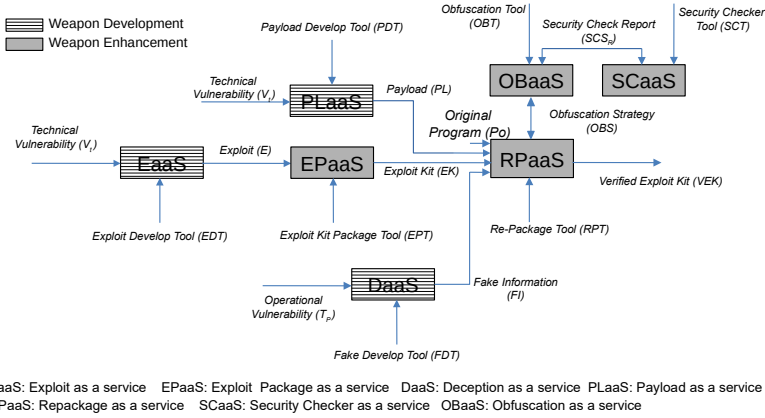 Weapon Development
Weapon Enhancement
Payload Develop Tool (PDT)
Obfuscation Tool
(OBT)
Security Check Report
(SCS_R)
Security Checker
Tool (SCT)
Technical
Vulnerability (V_t)
PLaaS
Payload (PL)
OBaaS
SCaaS
Original
Program (Po)
Obfuscation Strategy
(OBS)
Technical
Vulnerability (V_t)
EaaS
Exploit (E)
EPaaS
Exploit Kit (EK)
RPaaS
Verified Exploit Kit (VEK)
Exploit Develop Tool (EDT)
Exploit Kit Package Tool (EPT)
Re-Package Tool (RPT)
DaaS
Fake Information
(FI)
Operational
Vulnerability (T_P)
Fake Develop Tool (FDT)
aaS: Exploit as a service EPaaS: Exploit Package as a service DaaS: Deception as a service PLaaS: Payload as a service
PaaS: Repackage as a service SCaaS: Security Checker as a service OBaaS: Obfuscation as a service